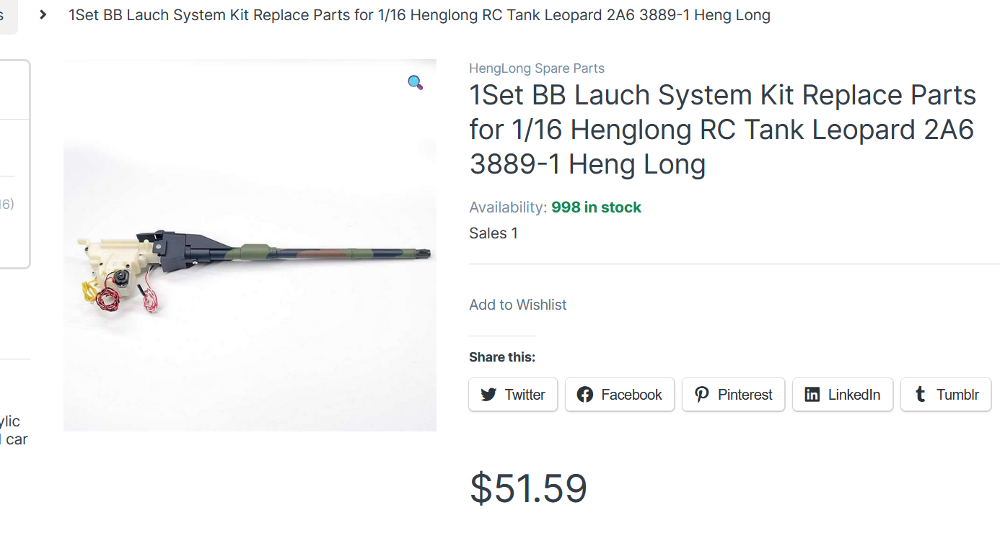 s
1Set BB Lauch System Kit Replace Parts for 1/16 Henglong RC Tank Leopard 2A6 3889-1 Heng Long
HengLong Spare Parts
1Set BB Lauch System Kit Replace Parts
for 1/16 Henglong RC Tank Leopard 2A6
3889-1 Heng Long
16)
Availability: 998 in stock
Sales 1
Add to Wishlist
Share this:
Twitter Facebook Pinterest LinkedIn Tumblr
ylic
car
$51.59